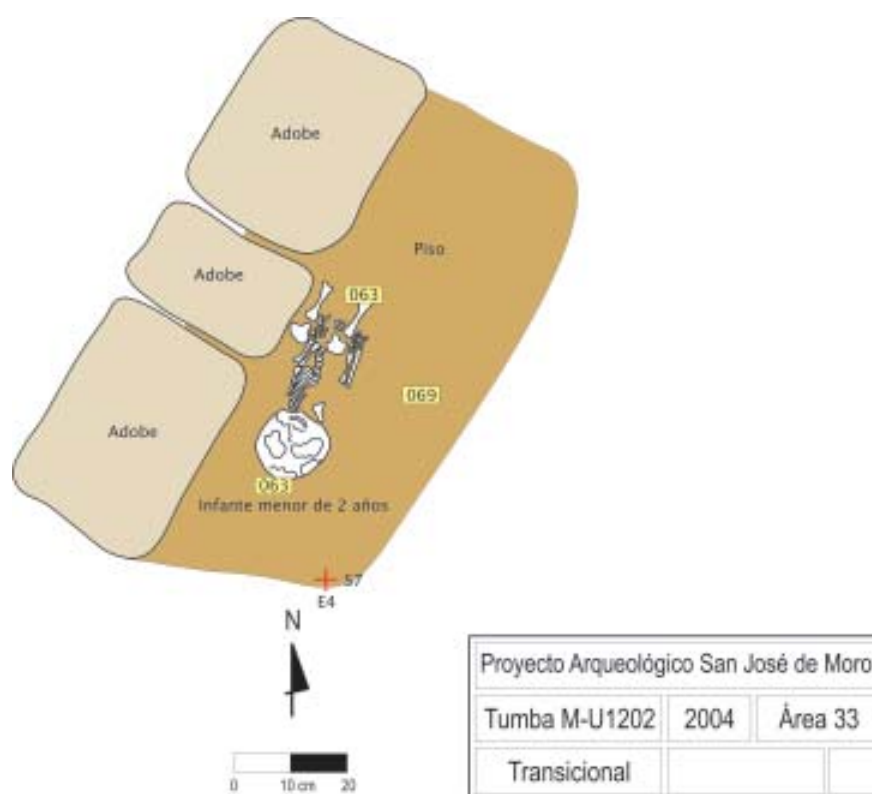 Adobe
Piso
Adobe
063
069
Adobe
063
Infante menor de 2 años
S7
E4
N
0 10 cm 20
Proyecto Arqueológico San José de Moro
Tumba M-U1202 2004 Área 33
Transicional